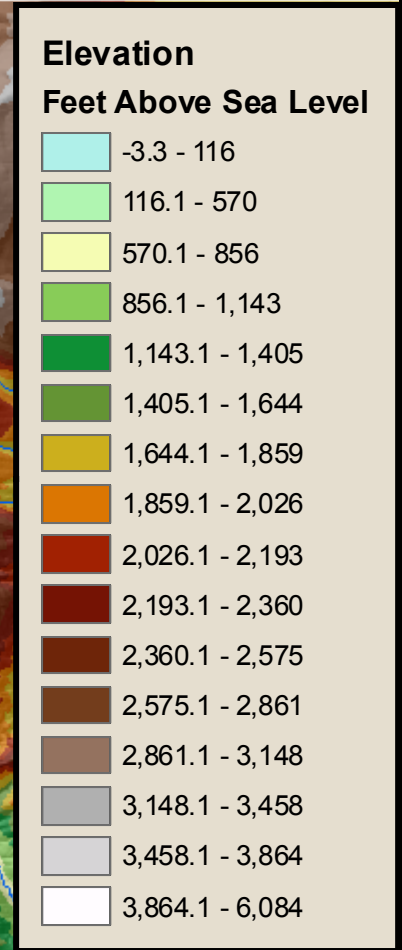 Elevation
Feet Above Sea Level
-3.3 - 116
116.1 - 570
570.1 - 856
856.1 - 1,143
1,143.1 - 1,405
1,405.1 - 1,644
1,644.1 - 1,859
1,859.1 - 2,026
2,026.1 - 2,193
2,193.1 - 2,360
2,360.1 - 2,575
2,575.1 - 2,861
2,861.1 - 3,148
3,148.1 - 3,458
3,458.1 - 3,864
3,864.1 - 6,084